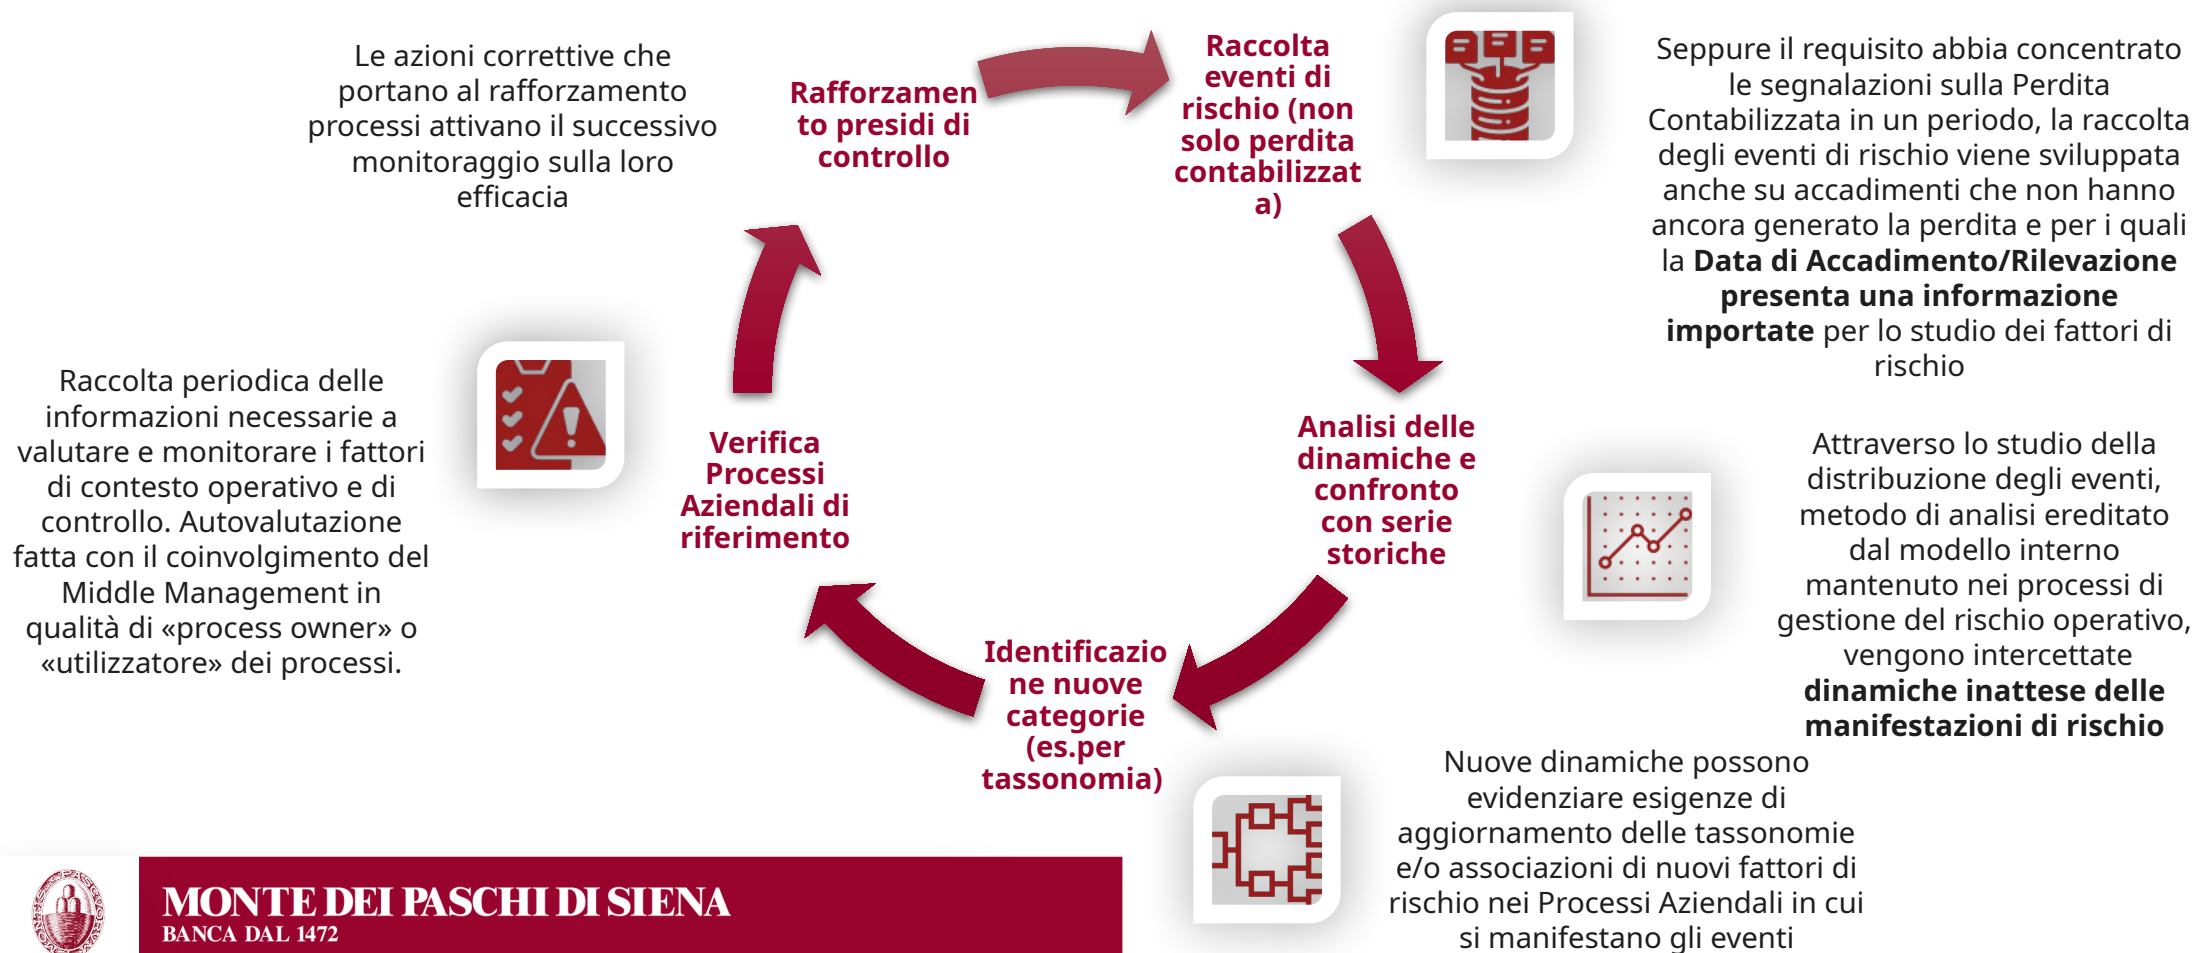 Le azioni correttive che
portano al rafforzamento
processi attivano il successivo
monitoraggio sulla loro
efficacia
Rafforzamen
to presidi di
controllo
Raccolta
eventi di
rischio (non
solo perdita
contabilizzat
a)
Seppure il requisito abbia concentrato
le segnalazioni sulla Perdita
Contabilizzata in un periodo, la raccolta
degli eventi di rischio viene sviluppata
anche su accadimenti che non hanno
ancora generato la perdita e per i quali
la Data di Accadimento/Rilevazione
presenta una informazione
importate per lo studio dei fattori di
rischio
Raccolta periodica delle
informazioni necessarie a
valutare e monitorare i fattori
di contesto operativo e di
controllo. Autovalutazione
fatta con il coinvolgimento del
Middle Management in
qualità di «process owner» o
«utilizzatore» dei processi.
Verifica
Processi
Aziendali di
riferimento
Analisi delle
dinamiche e
confronto
con serie
storiche
Attraverso lo studio della
distribuzione degli eventi,
metodo di analisi ereditato
dal modello interno
mantenuto nei processi di
gestione del rischio operativo,
vengono intercettate
dinamiche inattese delle
manifestazioni di rischio
Identificazio
ne nuove
categorie
(es.per
tassonomia)
Nuove dinamiche possono
evidenziare esigenze di
aggiornamento delle tassonomie
e/o associazioni di nuovi fattori di
rischio nei Processi Aziendali in cui
si manifestano gli eventi
MONTE DEI PASCHI DI SIENA
BANCA DAL 1472